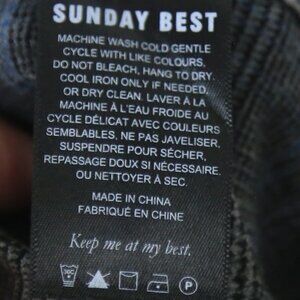 SUNDAY BEST
MACHINE WASH COLD GENTLE
CYCLE WITH LIKE COLOURS,
DO NOT BLEACH, HANG TO DRY.
COOL IRON ONLY IF NEEDED,
OR DRY CLEAN. LAVER À LA
MACHINE À L'EAU FROIDE AU
CYCLE DÉLICAT AVEC COULEURS
SEMBLABLES, NE PAS JAVELISER,
SUSPENDRE POUR SÉCHER,
REPASSAGE DOUX SI NÉCESSAIRE,
OU NETTOYER À SEC.
MADE IN CHINA
FABRIQUÉ EN CHINE
Keep me at my best.
30C P